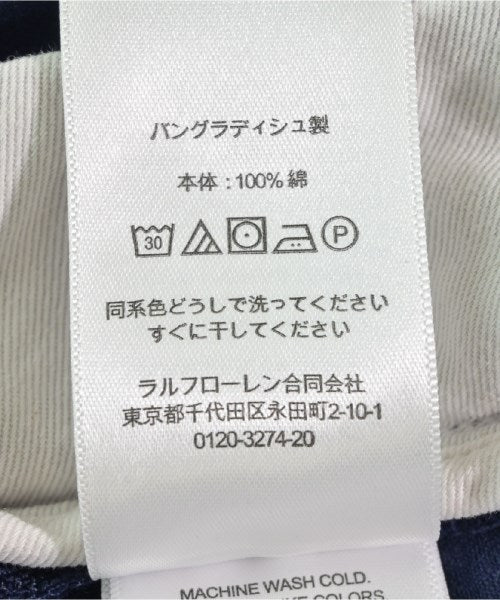 バングラディシュ製
本体 : 100% 綿
30 P
同系色どうしで洗ってください
すぐに干してください
ラルフローレン合同会社
東京都千代田区永田町2-10-1
0120-3274-20
MACHINE WASH COLD.
COLORS